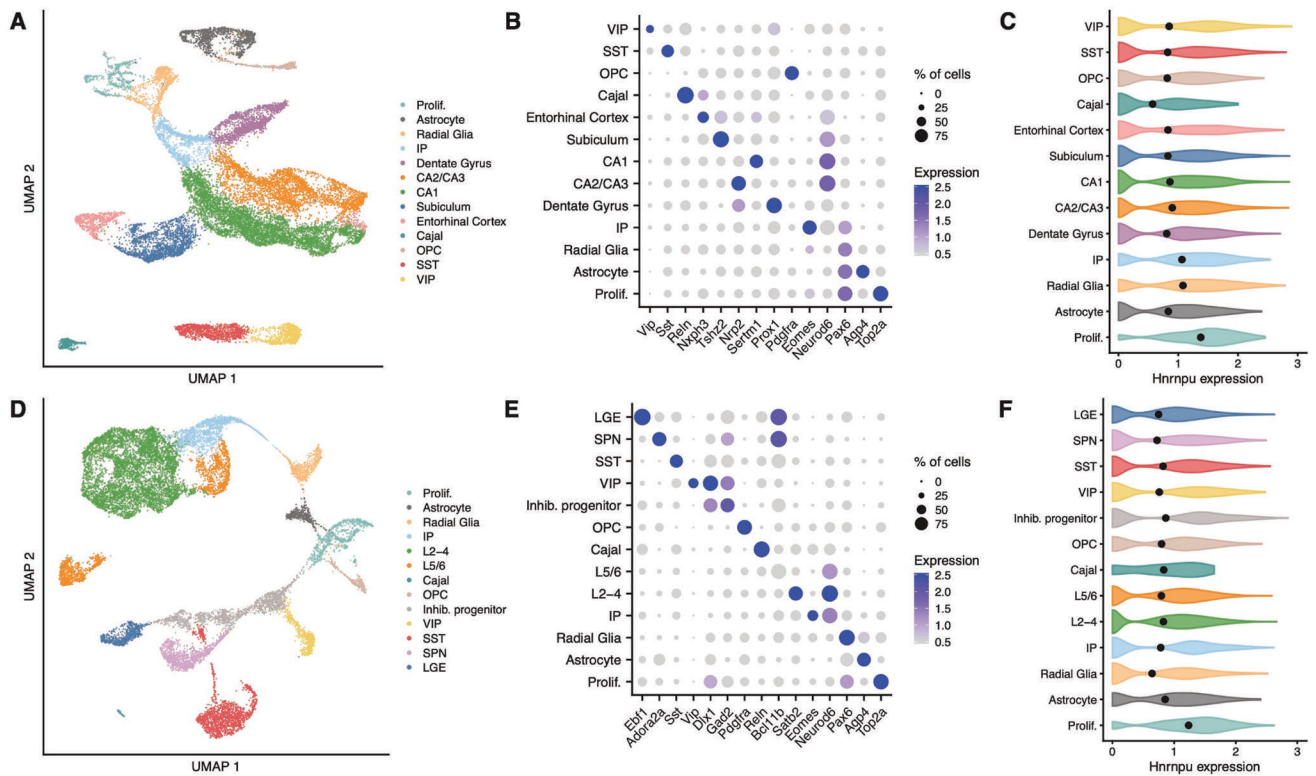 A
UMAP 2
UMAP 1
Prolif.
Astrocyte
Radial Glia
IP
Dentate Gyrus
CA2/CA3
CA1
Subiculum
Entorhinal Cortex
Cajal
OPC
SST
VIP
B
VIP
SST
OPC
Cajal
Entorhinal Cortex
Subiculum
CA1
CA2/CA3
Dentate Gyrus
IP
Radial Glia
Astrocyte
Prolif.
Vip
Sst
Reln
Nxph3
Tshz2
Nrp2
Sertm1
Prox1
Pdgfra
Eomes
Neurod6
Pax6
Aqp4
Top2a
% of cells
0
25
50
75
Expression
2.5
2.0
1.5
1.0
0.5
C
VIP
SST
OPC
Cajal
Entorhinal Cortex
Subiculum
CA1
CA2/CA3
Dentate Gyrus
IP
Radial Glia
Astrocyte
Prolif.
0 1 2 3
Hnrnpu expression
D
UMAP 2
UMAP 1
Prolif.
Astrocyte
Radial Glia
IP
L2–4
L5/6
Cajal
OPC
Inhib. progenitor
VIP
SST
SPN
LGE
E
LGE
SPN
SST
VIP
Inhib. progenitor
OPC
Cajal
L5/6
L2–4
IP
Radial Glia
Astrocyte
Prolif.
Ebf1
Adora2a
Sst
Vip
Dlx1
Gad2
Pdgfra
Reln
Bcl11b
Satb2
Eomes
Neurod6
Pax6
Aqp4
Top2a
% of cells
0
25
50
75
Expression
2.5
2.0
1.5
1.0
0.5
F
LGE
SPN
SST
VIP
Inhib. progenitor
OPC
Cajal
L5/6
L2–4
IP
Radial Glia
Astrocyte
Prolif.
0 1 2 3
Hnrnpu expression